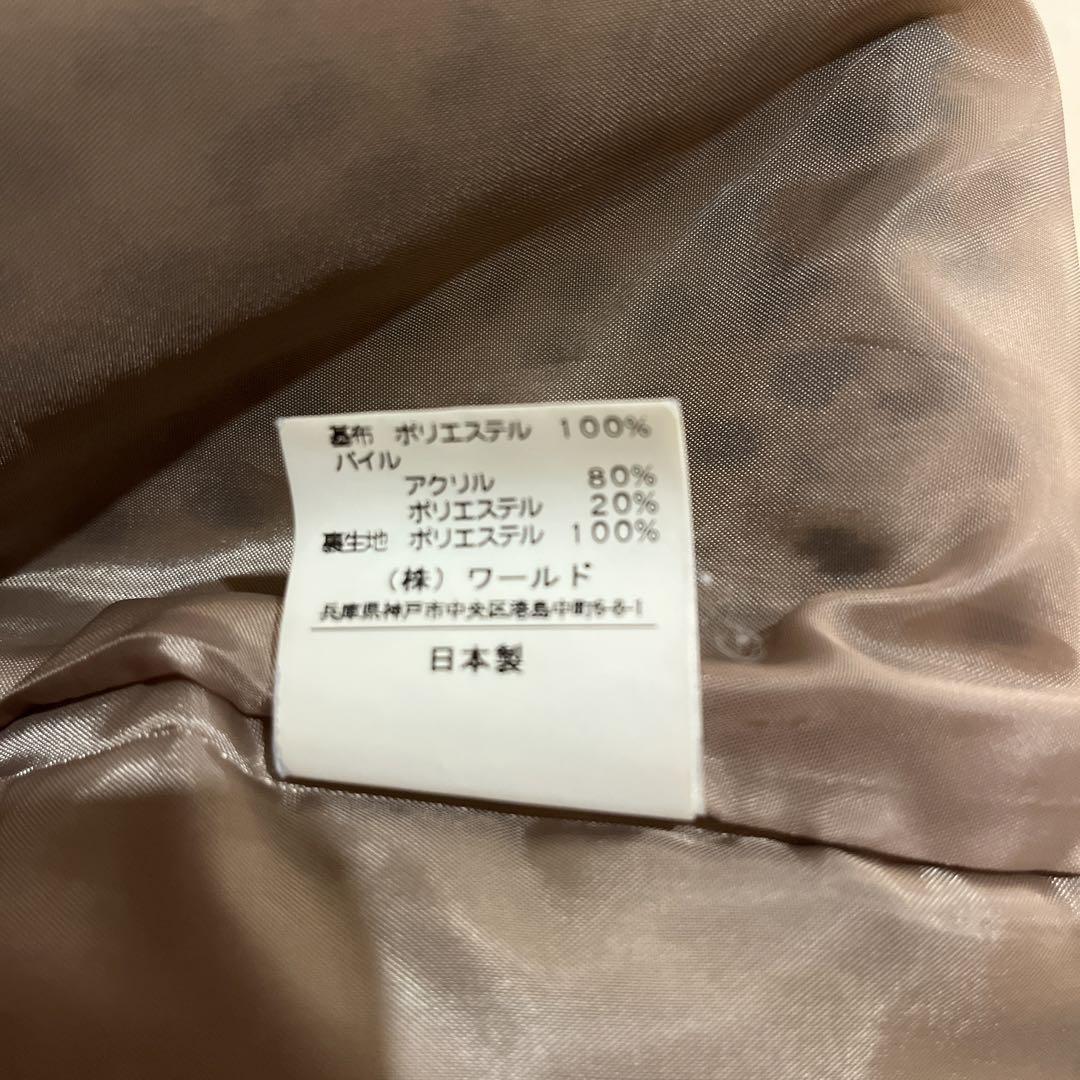 基布 ポリエステル 100%
パイル
アクリル 80%
ポリエステル 20%
裏生地 ポリエステル 100%
(株) ワールド
兵庫県神戸市中央区港島中町6-8-1
日本製